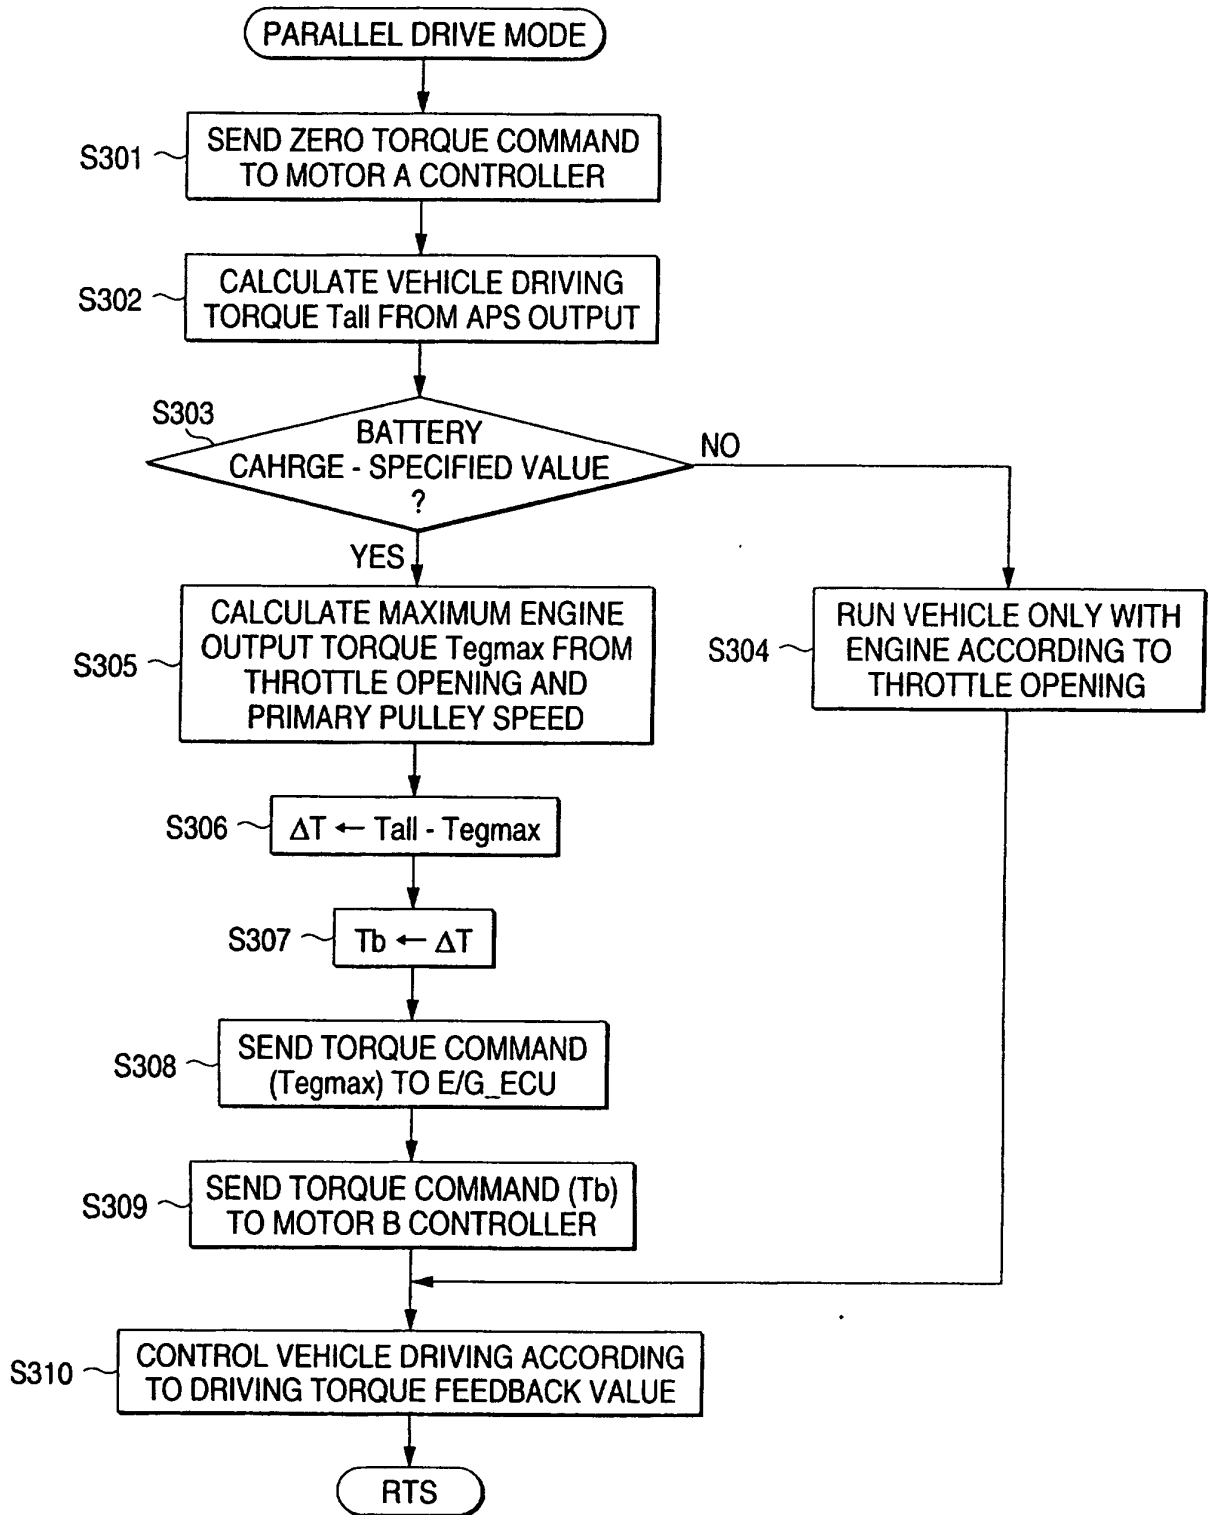 PARALLEL DRIVE MODE
S301
SEND ZERO TORQUE COMMAND
TO MOTOR A CONTROLLER
S302
CALCULATE VEHICLE DRIVING
TORQUE Tall FROM APS OUTPUT
S303
BATTERY
CAHRGE - SPECIFIED VALUE
?
NO
YES
S305
CALCULATE MAXIMUM ENGINE
OUTPUT TORQUE Tegmax FROM
THROTTLE OPENING AND
PRIMARY PULLEY SPEED
S304
RUN VEHICLE ONLY WITH
ENGINE ACCORDING TO
THROTTLE OPENING
S306
ΔT ← Tall - Tegmax
S307
Tb ← ΔT
S308
SEND TORQUE COMMAND
(Tegmax) TO E/G_ECU
S309
SEND TORQUE COMMAND (Tb)
TO MOTOR B CONTROLLER
S310
CONTROL VEHICLE DRIVING ACCORDING
TO DRIVING TORQUE FEEDBACK VALUE
RTS